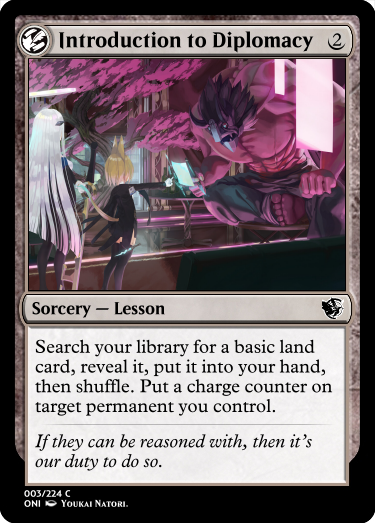 Introduction to Diplomacy 2
Sorcery — Lesson
Search your library for a basic land
card, reveal it, put it into your hand,
then shuffle. Put a charge counter on
target permanent you control.
If they can be reasoned with, then it's
our duty to do so.
003/224 C
ONI Youkai Natori.